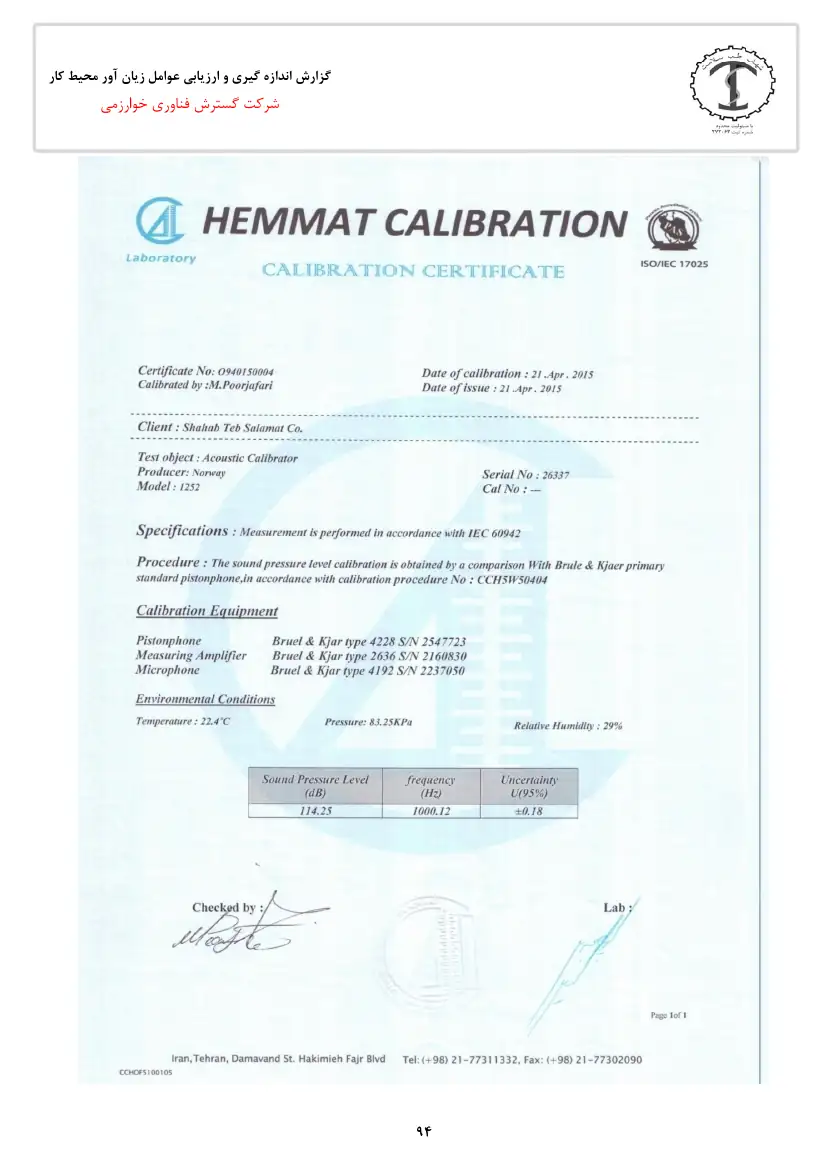 گزارش اندازه گیری و ارزیابی عوامل زیان آور محیط کار
شرکت گسترش فناوری خوارزمی
شهاب طب سلامت
با مسئولیت محدود
HEMMAT CALIBRATION
Laboratory
CALIBRATION CERTIFICATE
ISO/IEC 17025
Certificate No: O940150004
Date of calibration : 21 .Apr . 2015
Calibrated by :M.Poorjafari
Date of issue : 21 .Apr . 2015
Client : Shahab Teb Salamat Co.
Test object : Acoustic Calibrator
Producer: Norway
Serial No : 26337
Model : 1252
Cal No : ---
Specifications : Measurement is performed in accordance with IEC 60942
Procedure : The sound pressure level calibration is obtained by a comparison With Brule & Kjaer primary
standard pistonphone,in accordance with calibration procedure No : CCH5W50404
Calibration Equipment
Pistonphone Bruel & Kjar type 4228 S/N 2547723
Measuring Amplifier Bruel & Kjar type 2636 S/N 2160830
Microphone Bruel & Kjar type 4192 S/N 2237050
Environmental Conditions
Temperature : 22.4°C Pressure: 83.25KPa Relative Humidity : 29%
Sound Pressure Level (dB) frequency (Hz) Uncertainty U(95%)
114.25 1000.12 ±0.18
Checked by : Lab :
Page 1of 1
Iran,Tehran, Damavand St. Hakimieh Fajr Blvd Tel: (+98) 21-77311332, Fax: (+98) 21-77302090
CCHOF5100105
۹۴